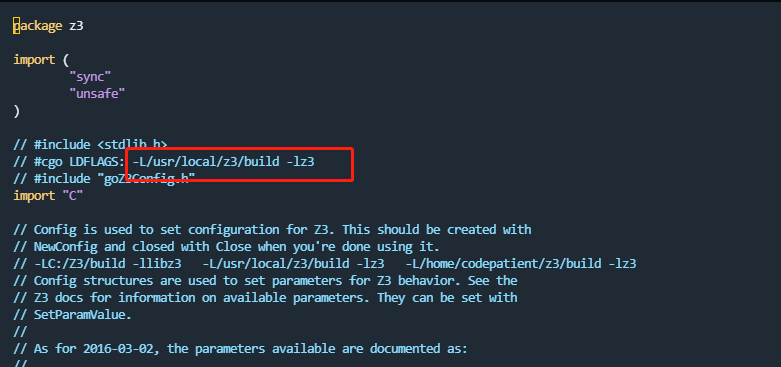 package z3
import (
"sync"
"unsafe"
)
// #include <stdlib.h>
// #cgo LDFLAGS: -L/usr/local/z3/build -lz3
// #include "goZ3Config.h"
import "C"
// Config is used to set configuration for Z3. This should be created with
// NewConfig and closed with Close when you're done using it.
// -LC:/Z3/build -llibz3   -L/usr/local/z3/build -lz3   -L/home/codepatient/z3/build -lz3
// Config structures are used to set parameters for Z3 behavior. See the
// Z3 docs for information on available parameters. They can be set with
// SetParamValue.
//
// As for 2016-03-02, the parameters available are documented as:
//